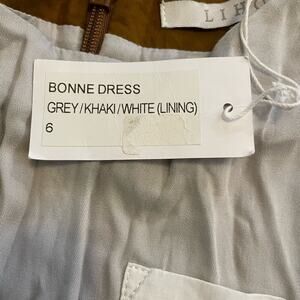 BONNE DRESS
GREY/KHAKI/WHITE (LINING)
6